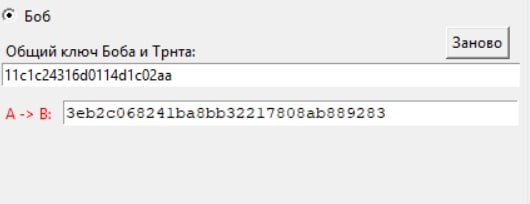 Боб
Общий ключ Боба и Трнта:
Заново
11c1c24316d0114d1c02aa
A -> B: 3eb2c068241ba8bb32217808ab889283